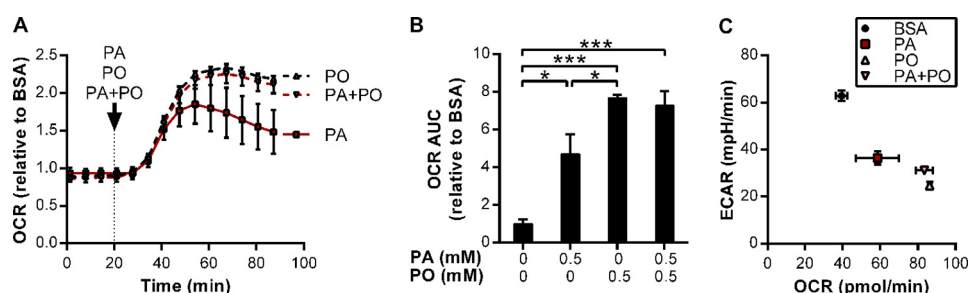 A
OCR (relative to BSA)
2.5
2.0
1.5
1.0
0.5
0.0
PA
PO
PA+PO
PO
PA+PO
PA
0 20 40 60 80 100
Time (min)
B
OCR AUC
(relative to BSA)
10
8
6
4
2
0
***
***
* *
PA (mM) 0 0.5 0 0.5
PO (mM) 0 0 0.5 0.5
C
BSA
PA
PO
PA+PO
ECAR (mpH/min)
80
60
40
20
0
0 20 40 60 80 100
OCR (pmol/min)